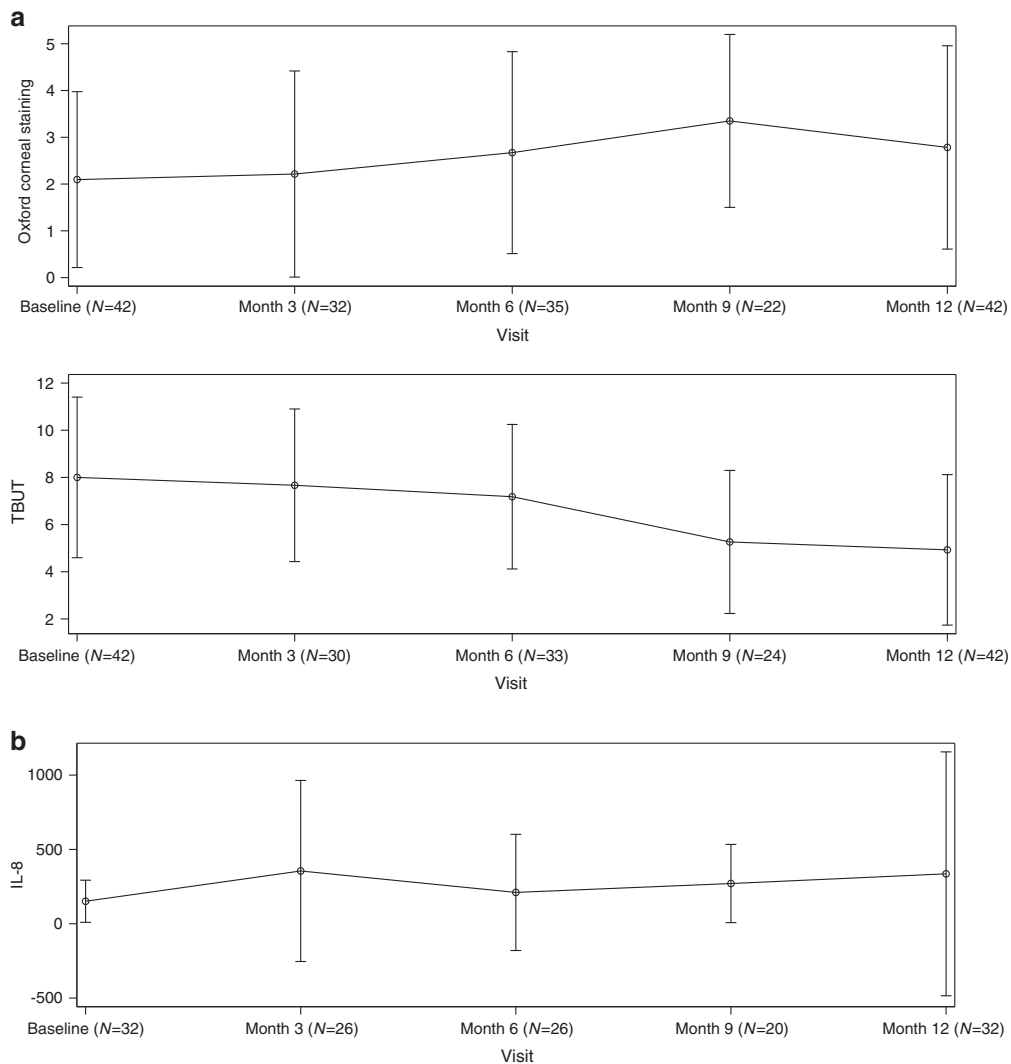 a
Oxford corneal staining
5
4
3
2
1
0
Baseline (N=42) Month 3 (N=32) Month 6 (N=35) Month 9 (N=22) Month 12 (N=42)
Visit
TBUT
12
10
8
6
4
2
Baseline (N=42) Month 3 (N=30) Month 6 (N=33) Month 9 (N=24) Month 12 (N=42)
Visit
b
IL-8
1000
500
0
-500
Baseline (N=32) Month 3 (N=26) Month 6 (N=26) Month 9 (N=20) Month 12 (N=32)
Visit